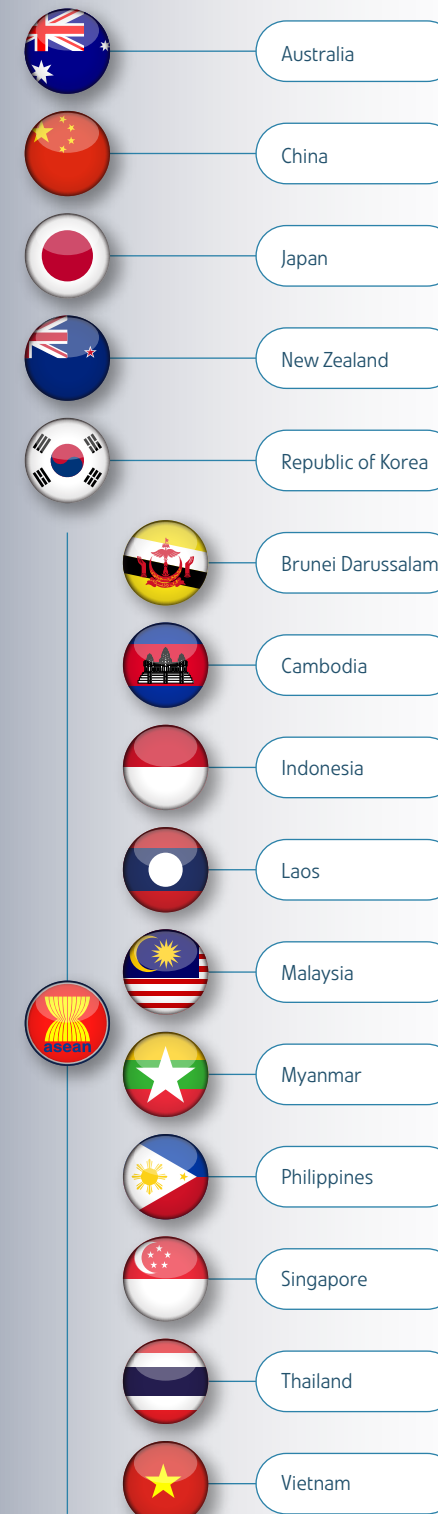 Australia
China
Japan
New Zealand
Republic of Korea
Brunei Darussalam
Cambodia
Indonesia
Laos
Malaysia
asean
Myanmar
Philippines
Singapore
Thailand
Vietnam